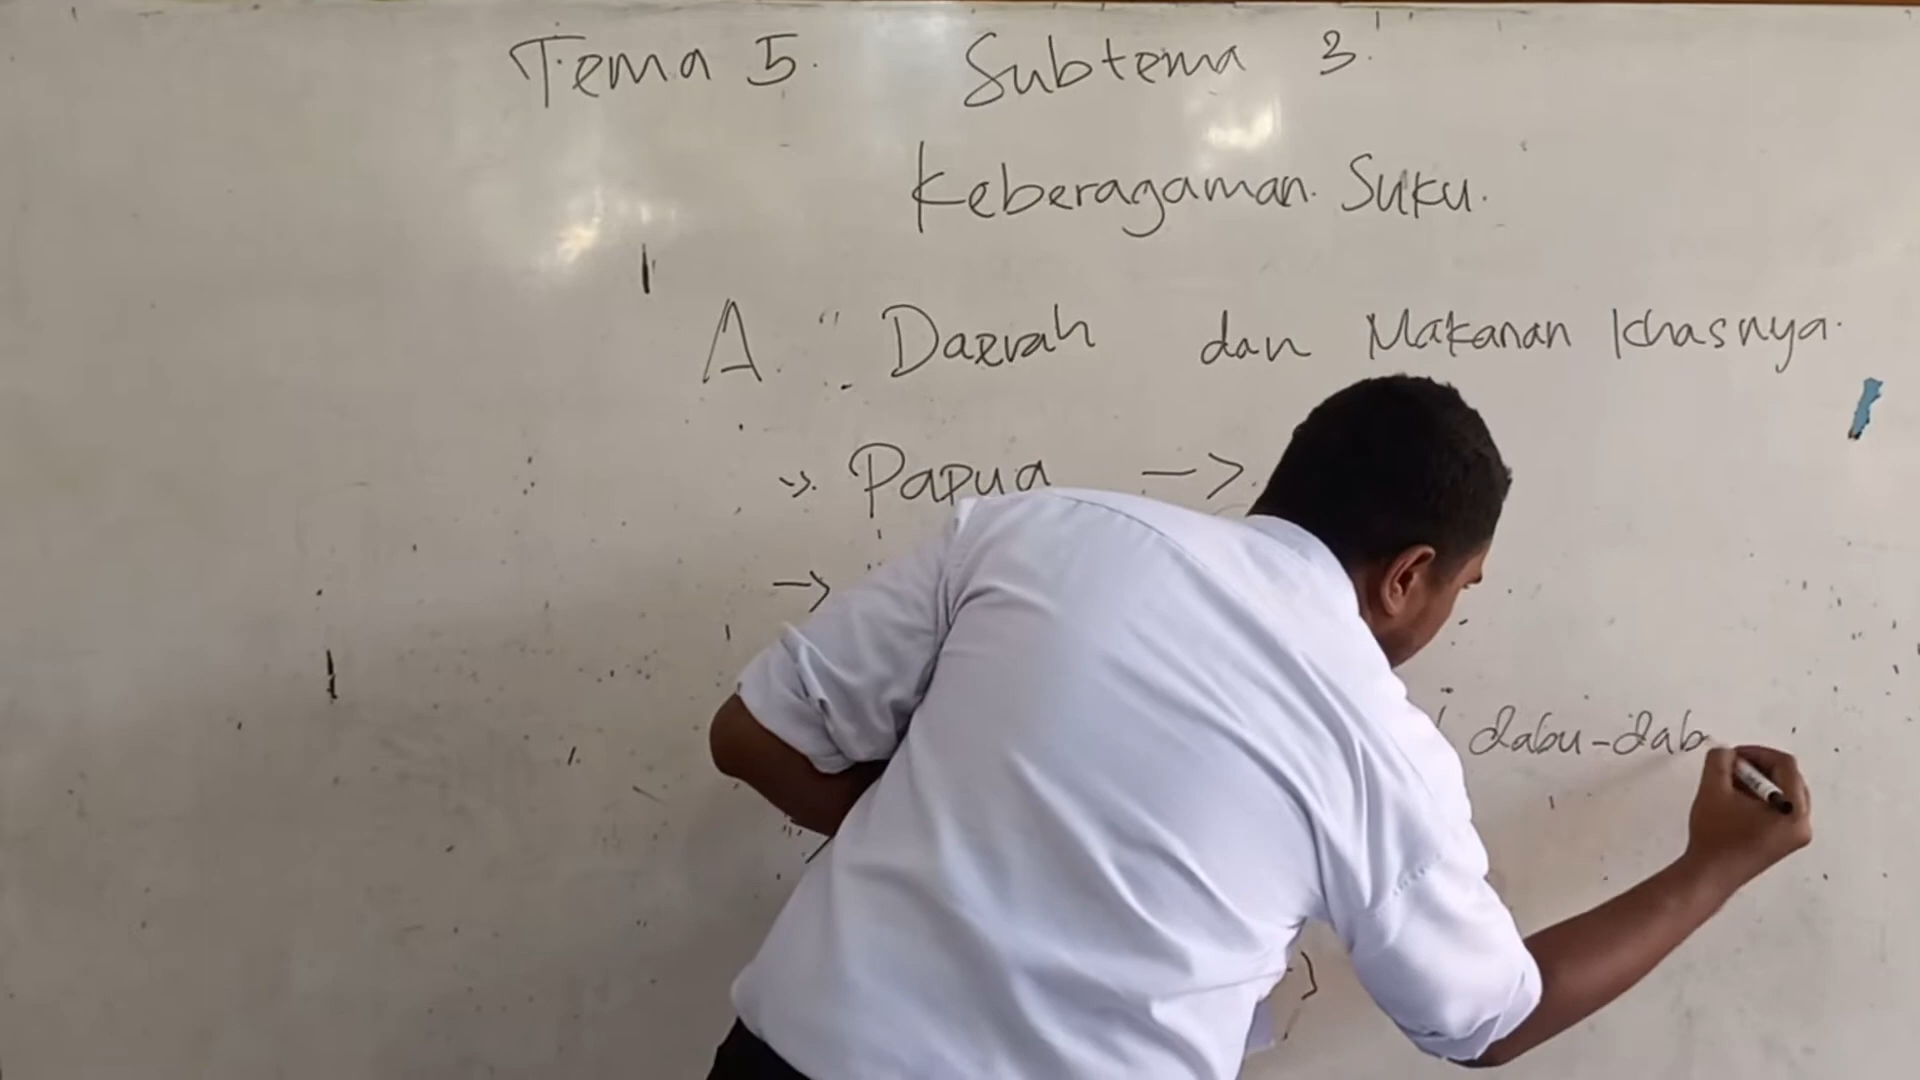 Tema 5. Subtema 3.
Keberagaman Suku.
A. Daerah dan Makanan Khasnya.
-> Papua ->
->
dabu-dab